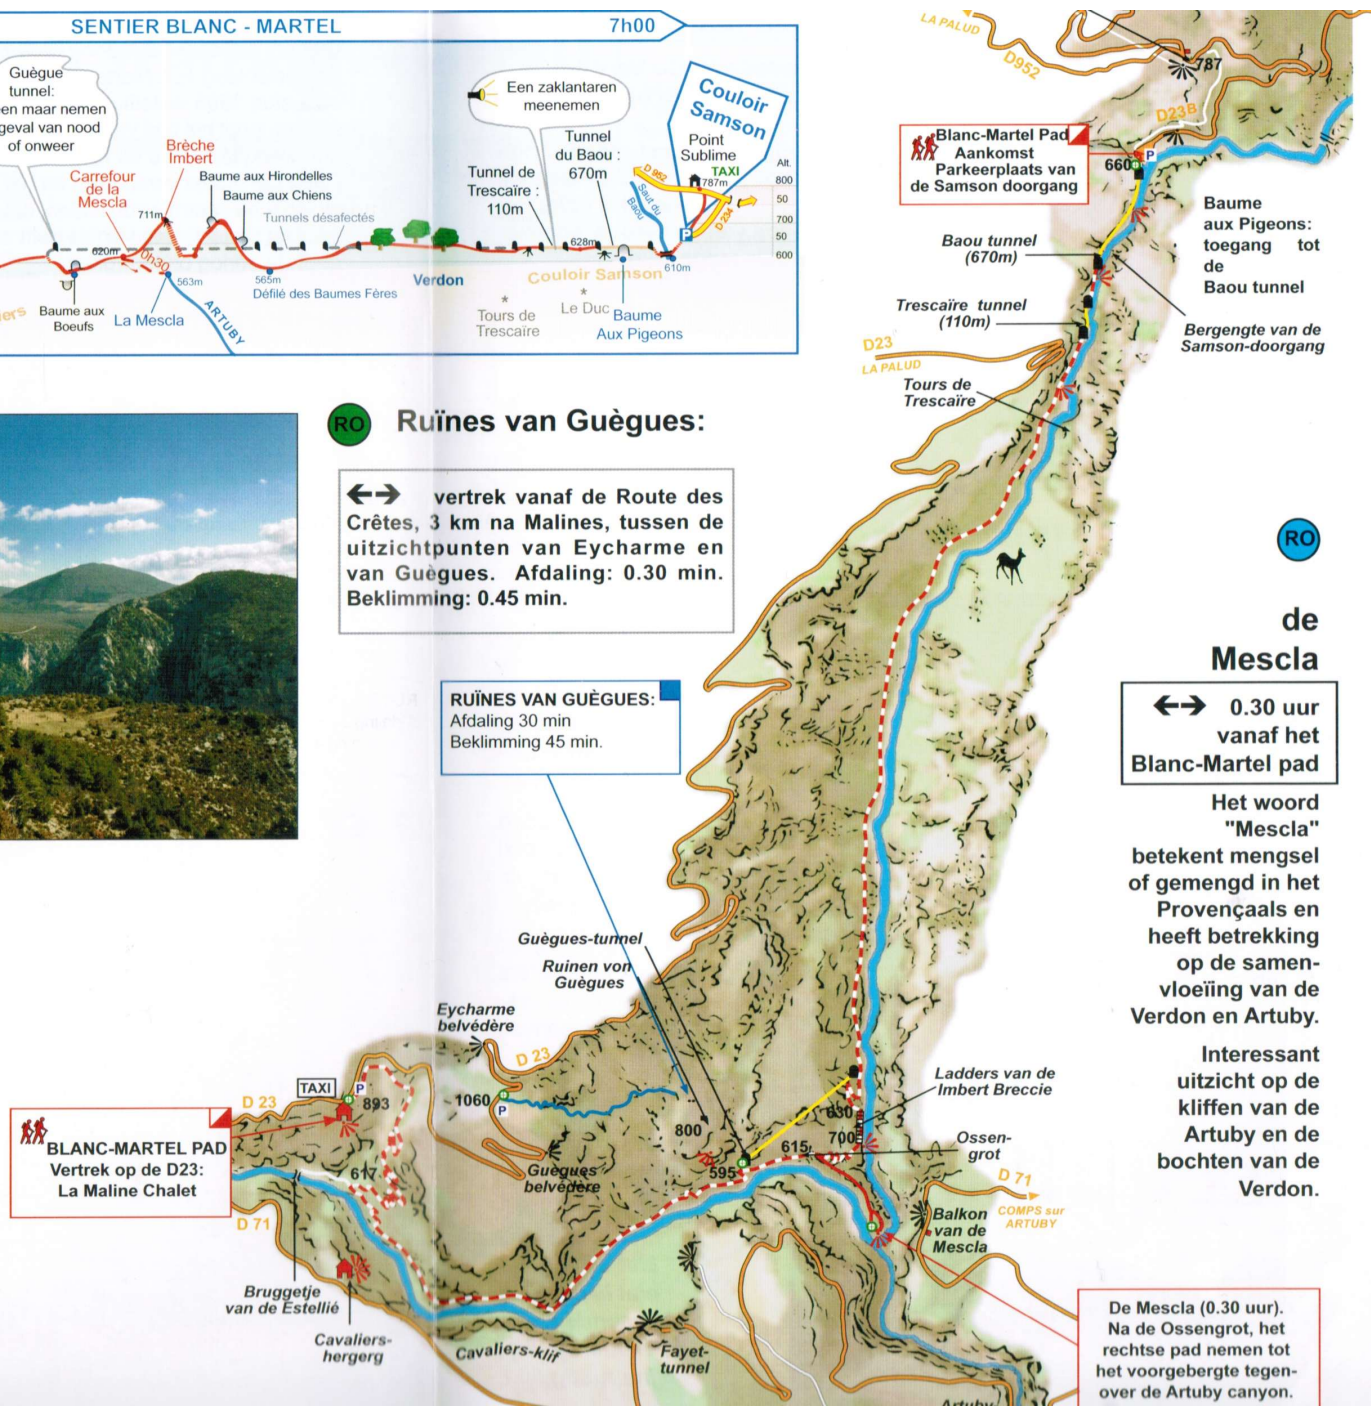 SENTIER BLANC - MARTEL
7h00
Guègue
tunnel:
en maar nemen
geval van nood
of onweer
Een zaklantaren
meenemen
Couloir
Samson
Brèche
Imbert
Carrefour
de la
Mescla
Baume aux Hirondelles
Baume aux Chiens
Tunnels désafectés
Tunnel de
Trescaïre :
110m
Tunnel
du Baou :
670m
Point
Sublime
TAXI
787m
D 952
D 234
Saut du
Baou
P
Alt.
800
50
700
50
600
711m
620m
0h30
563m
565m
628m
610m
Défilé des Baumes Fères
Verdon
Couloir Samson
Baume aux
Boeufs
La Mescla
ARTUBY
*
Tours de
Trescaïre
*
Le Duc
Baume
Aux Pigeons
LA PALUD
D952
787
D23B
Blanc-Martel Pad
Aankomst
Parkeerplaats van
de Samson doorgang
660
P
Baume
aux Pigeons:
toegang tot
de
Baou tunnel
Baou tunnel
(670m)
Trescaïre tunnel
(110m)
Bergengte van de
Samson-doorgang
D23
LA PALUD
Tours de
Trescaïre
RO
Ruïnes van Guègues:
vertrek vanaf de Route des
Crêtes, 3 km na Malines, tussen de
uitzichtpunten van Eycharme en
van Guègues. Afdaling: 0.30 min.
Beklimming: 0.45 min.
RUÏNES VAN GUÈGUES:
Afdaling 30 min
Beklimming 45 min.
RO
de
Mescla
0.30 uur
vanaf het
Blanc-Martel pad
Het woord
"Mescla"
betekent mengsel
of gemengd in het
Provençaals en
heeft betrekking
op de samen-
vloeïing van de
Verdon en Artuby.
Interessant
uitzicht op de
kliffen van de
Artuby en de
bochten van de
Verdon.
Guègues-tunnel
Ruinen von
Guègues
Eycharme
belvédère
D 23
TAXI
P
D 23
893
1060
P
800
Guègues
belvédère
595
615
630
700
Ladders van de
Imbert Breccie
Ossen-
grot
D 71
COMPS sur
ARTUBY
Balkon
van de
Mescla
BLANC-MARTEL PAD
Vertrek op de D23:
La Maline Chalet
617
D 71
Bruggetje
van de Estellié
Cavaliers-
hergerg
Cavaliers-klif
Fayet-
tunnel
De Mescla (0.30 uur).
Na de Ossengrot, het
rechtse pad nemen tot
het voorgebergte tegen-
over de Artuby canyon.
Artuby